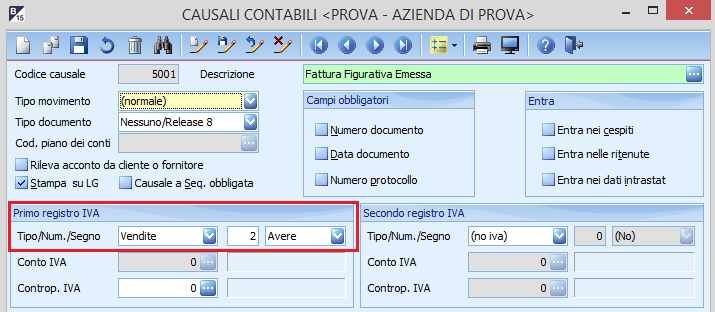 B 15 CAUSALI CONTABILI <PROVA - AZIENDA DI PROVA>
Codice causale 5001 Descrizione Fattura Figurativa Emessa ...
Tipo movimento (normale)
Tipo documento Nessuno/Release 8
Cod. piano dei conti ...
Rileva acconto da cliente o fornitore
Stampa su LG Causale a Seq. obbligata
Campi obbligatori
Numero documento
Data documento
Numero protocollo
Entra
Entra nei cespiti
Entra nelle ritenute
Entra nei dati intrastat
Primo registro IVA
Tipo/Num./Segno Vendite 2 Avere
Conto IVA 0 ...
Controp. IVA 0 ...
Secondo registro IVA
Tipo/Num./Segno (no iva) 0 (No)
Conto IVA 0 ...
Controp. IVA 0 ...